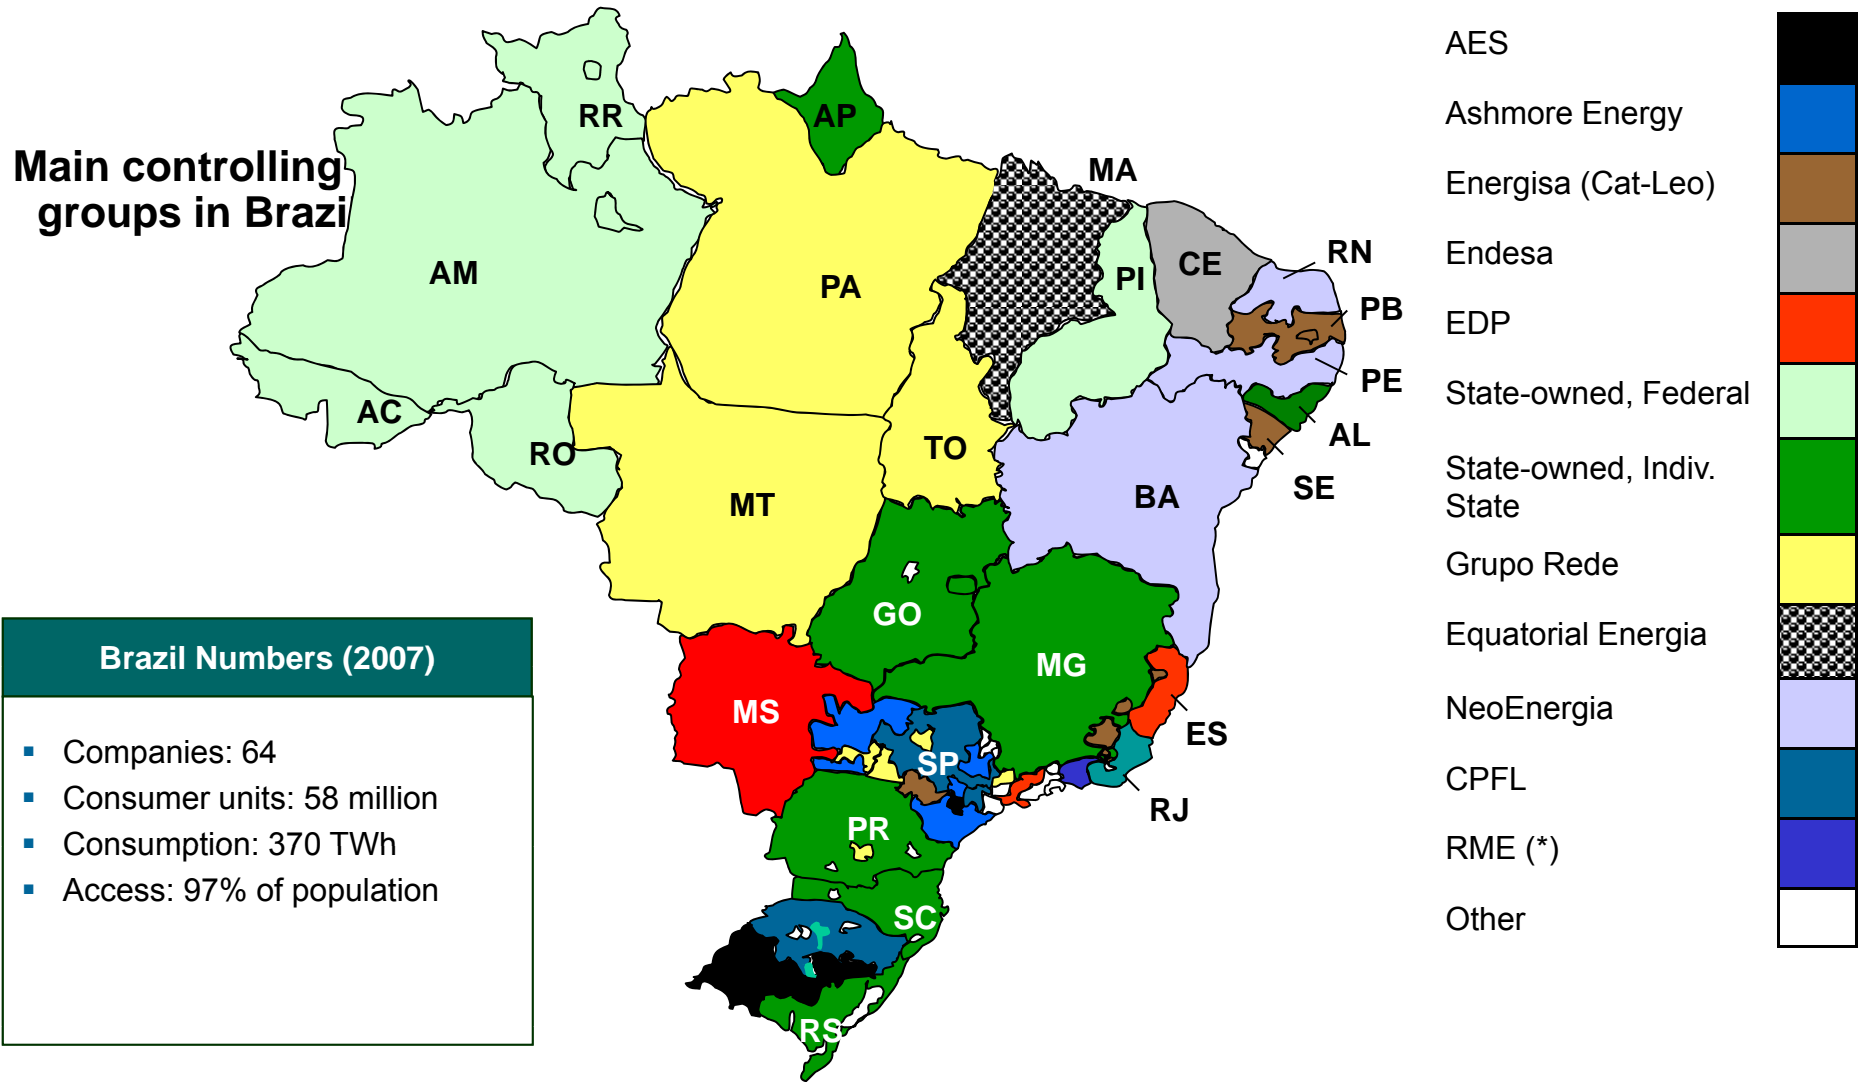 Main controlling
groups in Brazi
RR
AP
MA
AM
PA
PI
CE
RN
PB
PE
AC
RO
TO
AL
SE
MT
BA
GO
MG
MS
ES
SP
RJ
PR
SC
RS
Brazil Numbers (2007)
▪ Companies: 64
▪ Consumer units: 58 million
▪ Consumption: 370 TWh
▪ Access: 97% of population
AES
Ashmore Energy
Energisa (Cat-Leo)
Endesa
EDP
State-owned, Federal
State-owned, Indiv.
State
Grupo Rede
Equatorial Energia
NeoEnergia
CPFL
RME (*)
Other